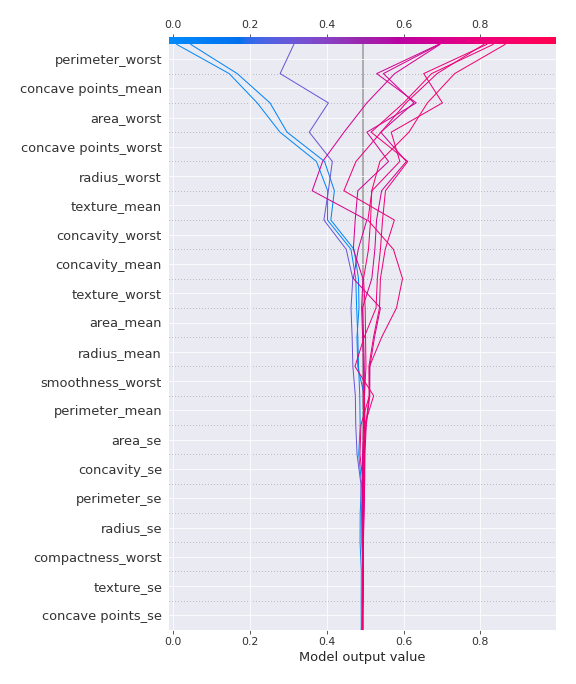 0.0 0.2 0.4 0.6 0.8
perimeter_worst
concave points_mean
area_worst
concave points_worst
radius_worst
texture_mean
concavity_worst
concavity_mean
texture_worst
area_mean
radius_mean
smoothness_worst
perimeter_mean
area_se
concavity_se
perimeter_se
radius_se
compactness_worst
texture_se
concave points_se
0.0 0.2 0.4 0.6 0.8
Model output value